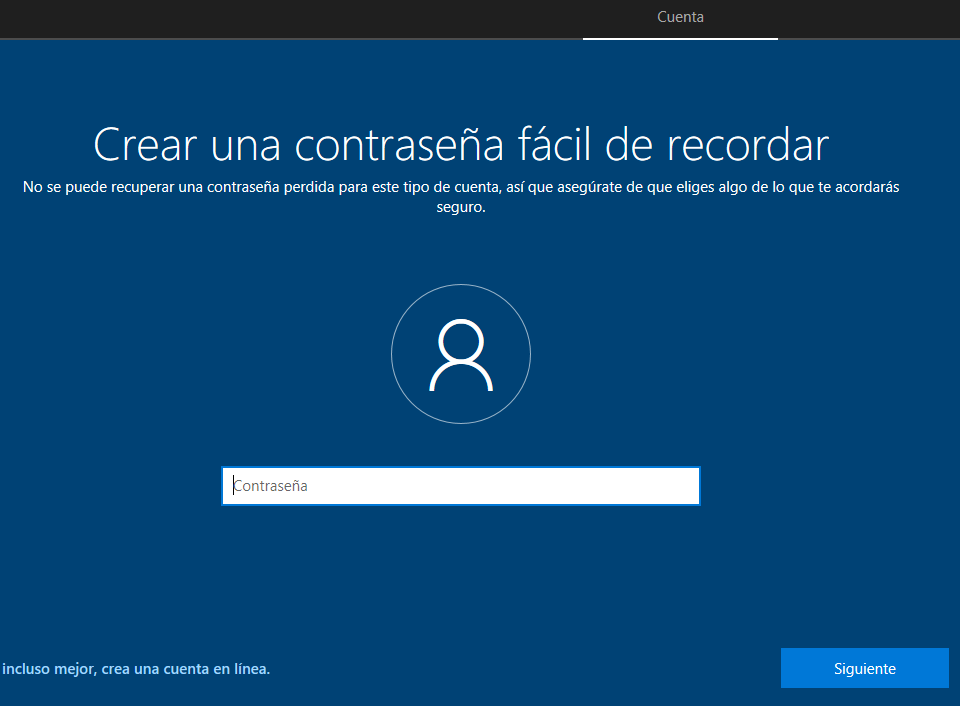 Cuenta
Crear una contraseña fácil de recordar
No se puede recuperar una contraseña perdida para este tipo de cuenta, así que asegúrate de que eliges algo de lo que te acordarás
seguro.
Contraseña
incluso mejor, crea una cuenta en línea.
Siguiente